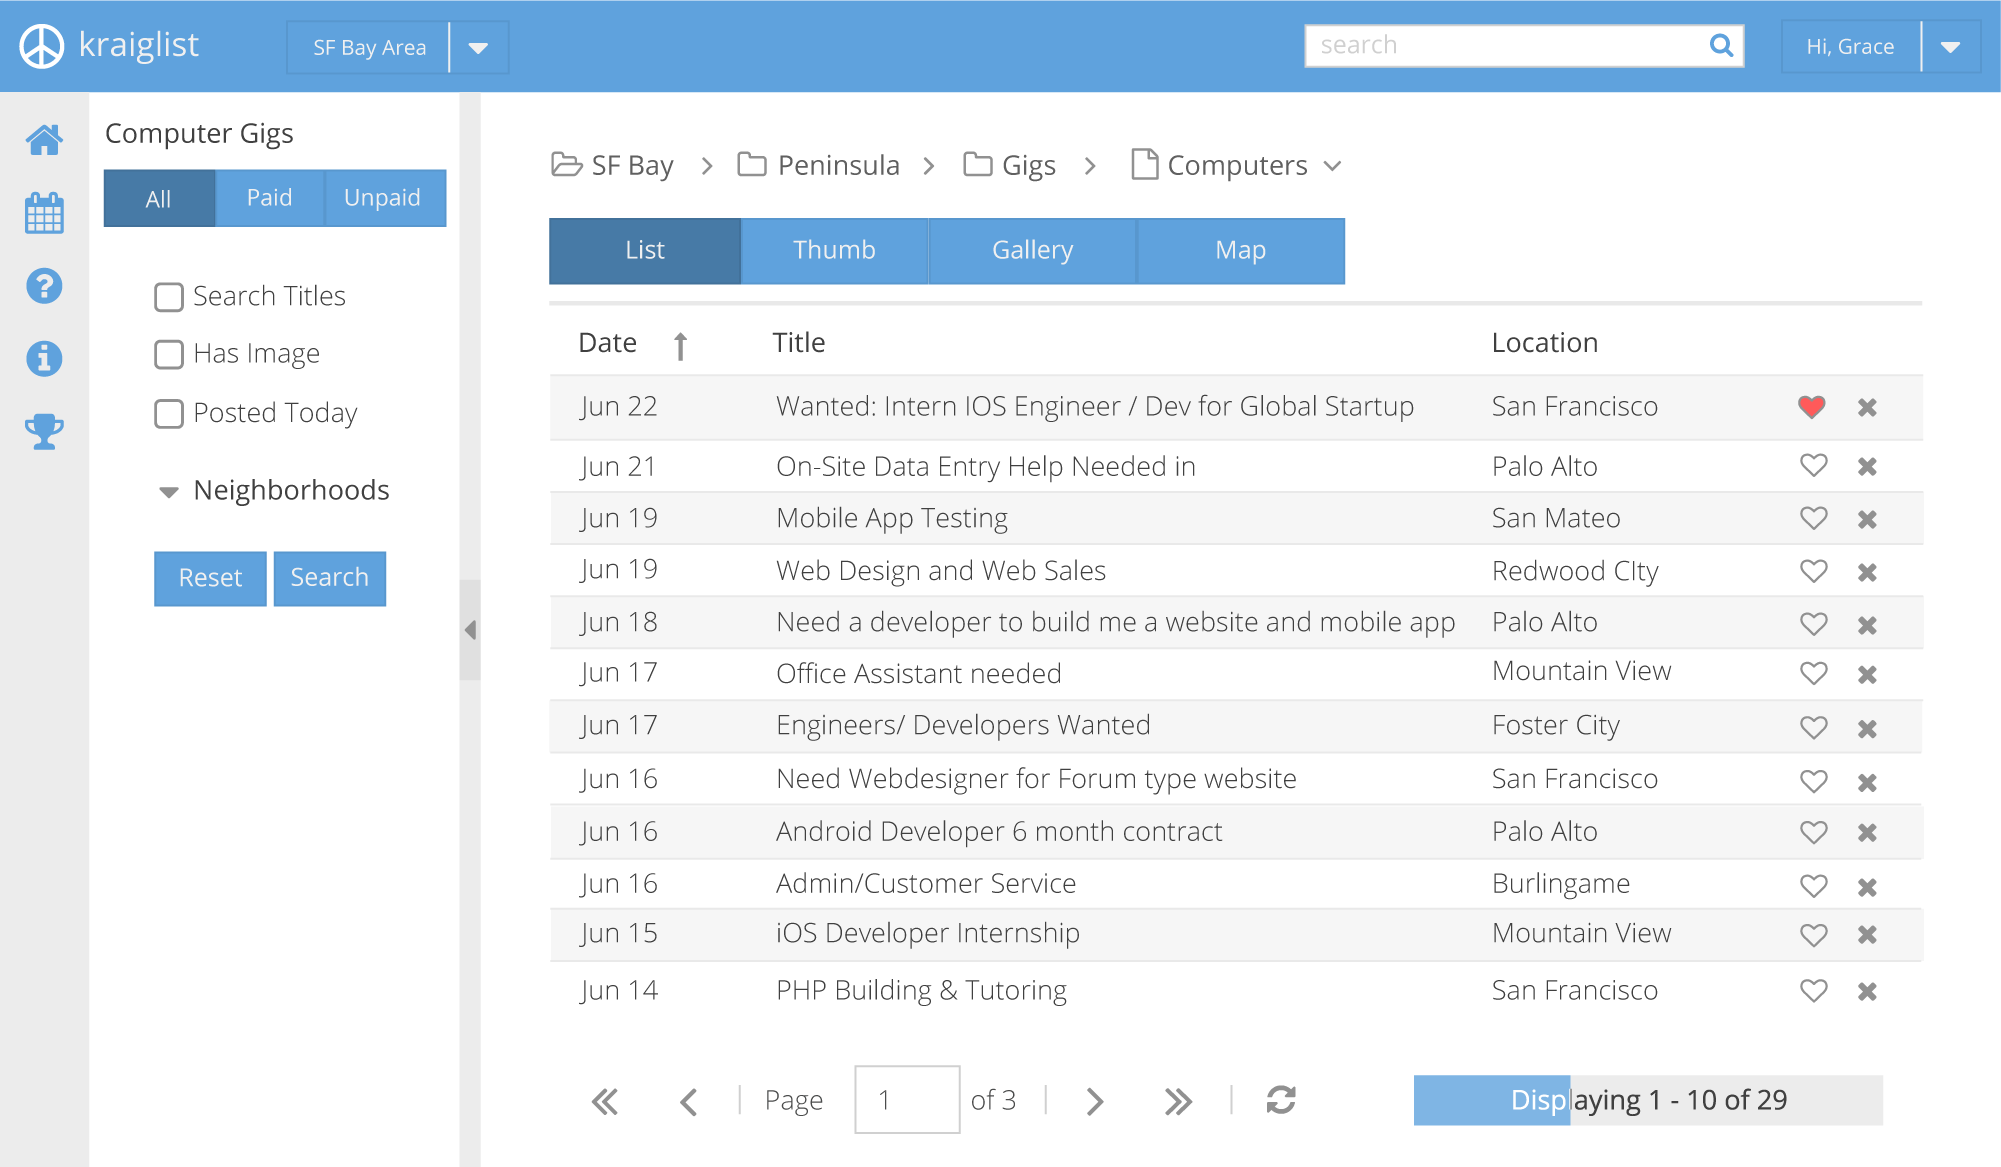 kraiglist
SF Bay Area
search
Hi, Grace
Computer Gigs
All Paid Unpaid
Search Titles
Has Image
Posted Today
Neighborhoods
Reset Search
SF Bay Peninsula Gigs Computers
List Thumb Gallery Map
Date Title Location
Jun 22 Wanted: Intern IOS Engineer / Dev for Global Startup San Francisco
Jun 21 On-Site Data Entry Help Needed in Palo Alto
Jun 19 Mobile App Testing San Mateo
Jun 19 Web Design and Web Sales Redwood CIty
Jun 18 Need a developer to build me a website and mobile app Palo Alto
Jun 17 Office Assistant needed Mountain View
Jun 17 Engineers/ Developers Wanted Foster City
Jun 16 Need Webdesigner for Forum type website San Francisco
Jun 16 Android Developer 6 month contract Palo Alto
Jun 16 Admin/Customer Service Burlingame
Jun 15 iOS Developer Internship Mountain View
Jun 14 PHP Building & Tutoring San Francisco
Page 1 of 3
Displaying 1 - 10 of 29